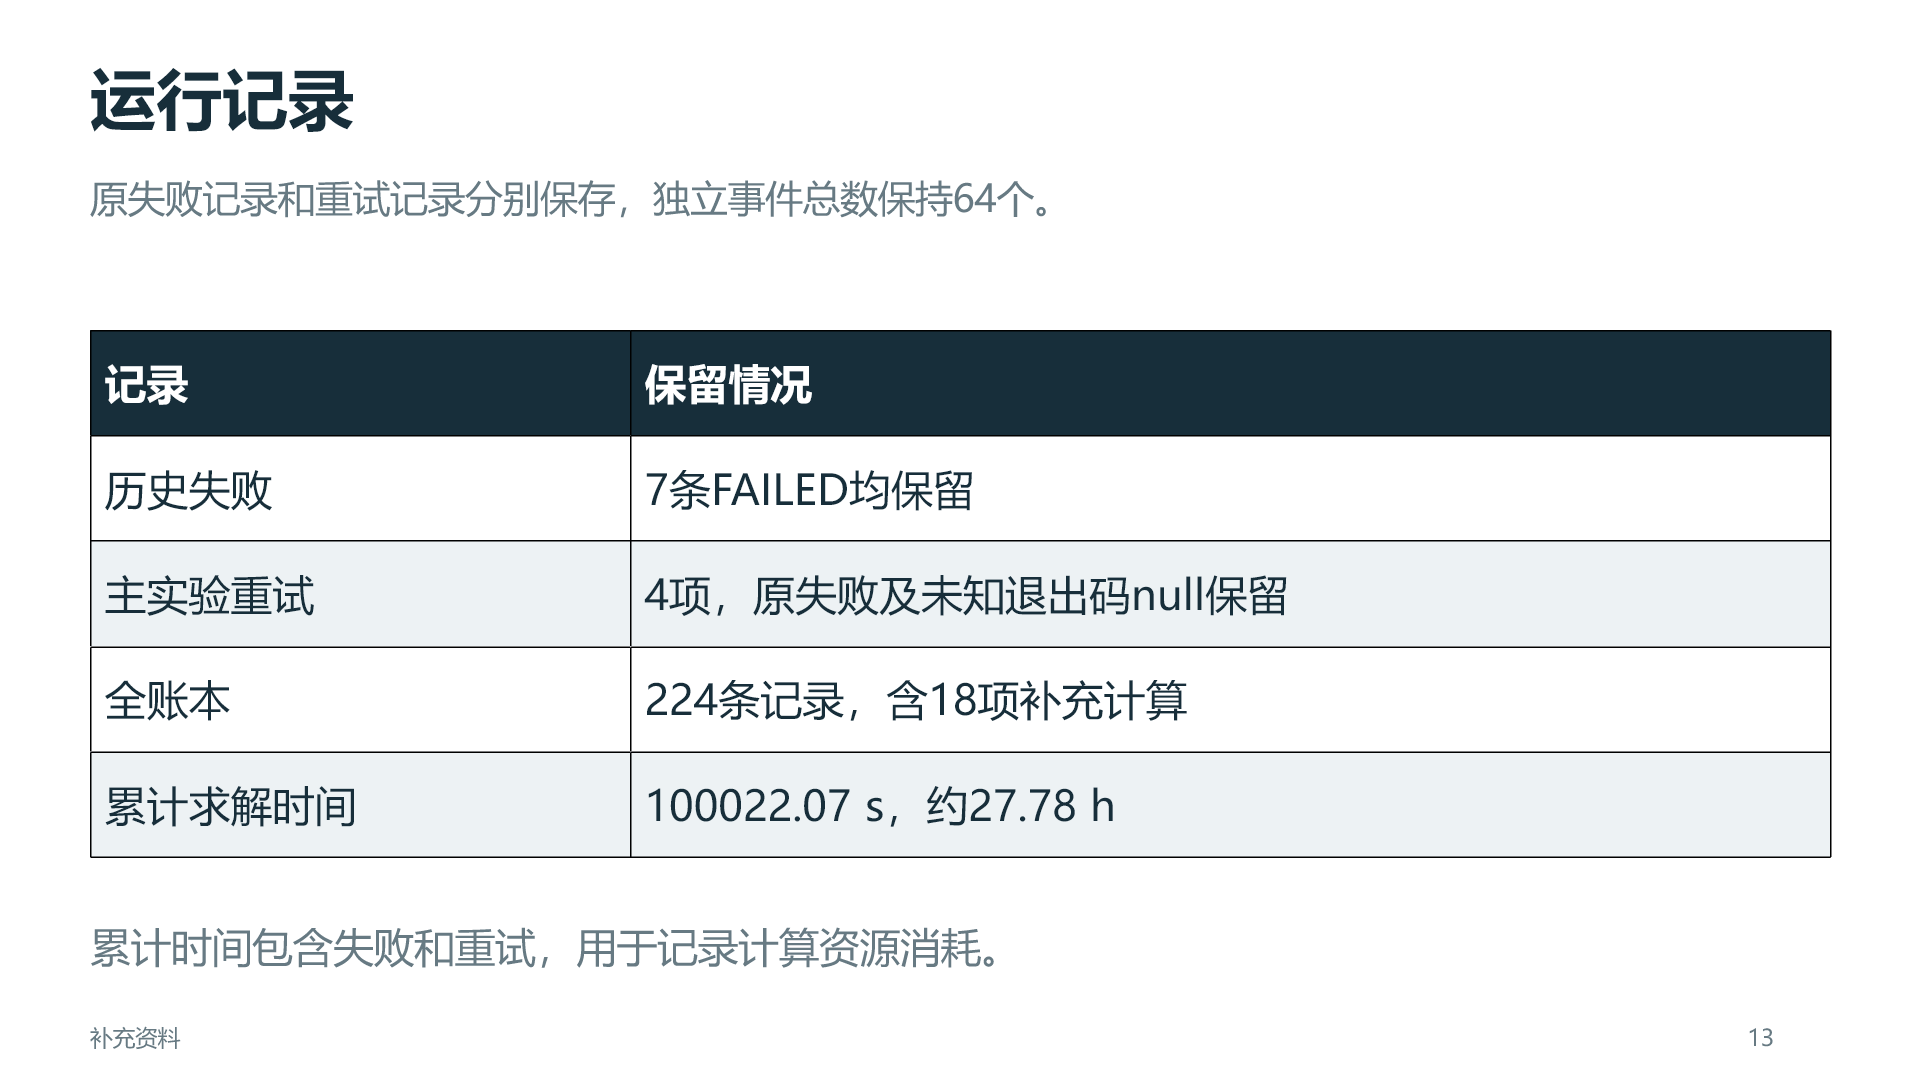 运行记录
原失败记录和重试记录分别保存，独立事件总数保持64个。
记录
保留情况
历史失败
7条FAILED均保留
主实验重试
4项，原失败及未知退出码null保留
全账本
224条记录，含18项补充计算
累计求解时间
100022.07 s，约27.78 h
累计时间包含失败和重试，用于记录计算资源消耗。
补充资料
13